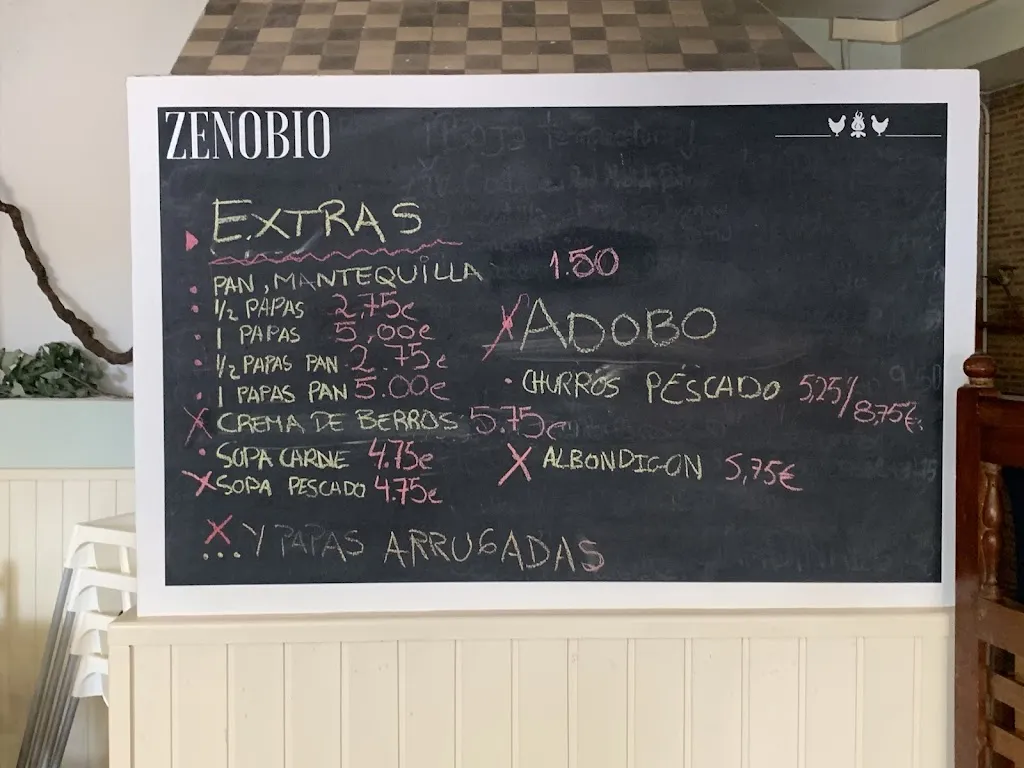 ZENOBIO
EXTRAS
PAN, MANTEQUILLA 1.50
1/2 PAPAS 2,75€
1 PAPAS 5,00€
1/2 PAPAS PAN 2.75€
1 PAPAS PAN 5.00€
X CREMA DE BERROS 5.75€
SOPA CARNE 4.75€
X SOPA PESCADO 4.75€
X
... Y PAPAS ARRUGADAS
X ADOBO
· CHURROS PESCADO 5,25/8,75€
X ALBONDIGON 5,75€